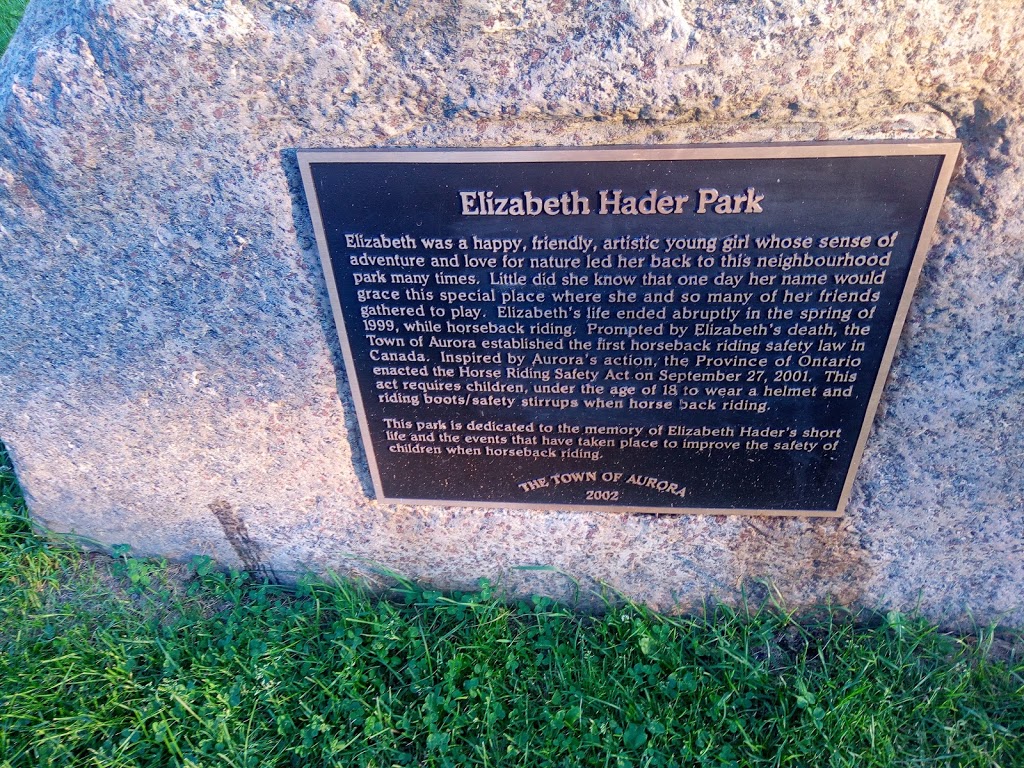 Elizabeth Hader Park
Elizabeth was a happy, friendly, artistic young girl whose sense of
adventure and love for nature led her back to this neighbourhood
park many times. Little did she know that one day her name would
grace this special place where she and so many of her friends
gathered to play. Elizabeth's life ended abruptly in the spring of
1999, while horseback riding. Prompted by Elizabeth's death, the
Town of Aurora established the first horseback riding safety law in
Canada. Inspired by Aurora's action, the Province of Ontario
enacted the Horse Riding Safety Act on September 27, 2001. This
act requires children, under the age of 18 to wear a helmet and
riding boots/safety stirrups when horse back riding.
This park is dedicated to the memory of Elizabeth Hader's short
life and the events that have taken place to improve the safety of
children when horseback riding.
THE TOWN OF AURORA
2002